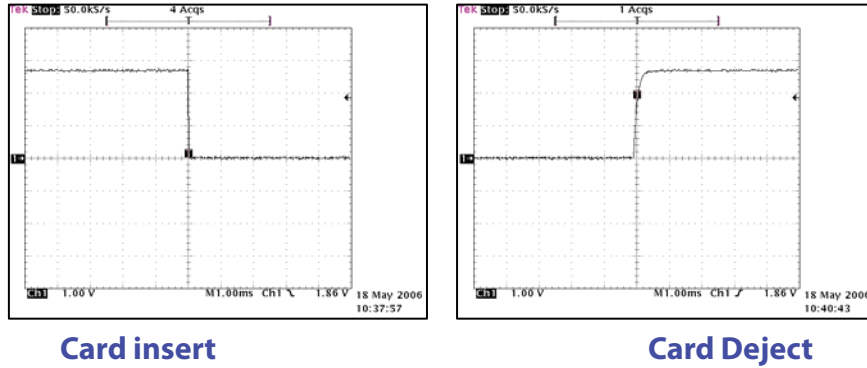 Tek Stop: 50.0kS/s 4 Acqs
T
T
1→
Ch1 1.00 V M1.00ms Ch1 1.86 V
18 May 2006
10:37:57
Card insert
Tek Stop: 50.0kS/s 1 Acqs
T
T
1→
Ch1 1.00 V M1.00ms Ch1 1.86 V
18 May 2006
10:40:43
Card Deject